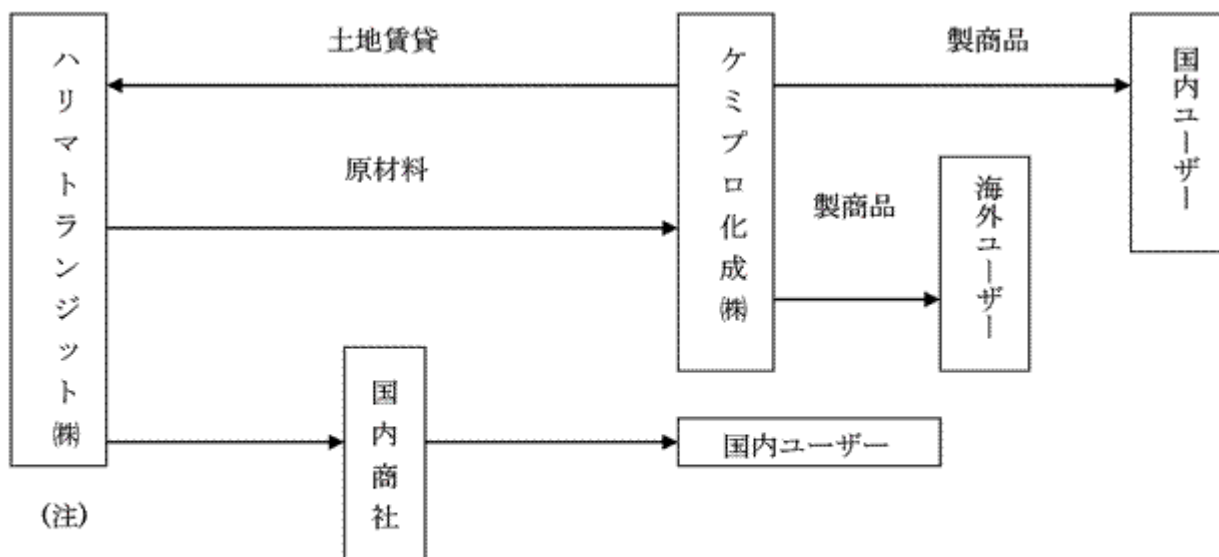 ハリマトランジット㈱
土地賃貸
ケミプロ化成㈱
製商品
国内ユーザー
原材料
製商品
海外ユーザー
国内商社
国内ユーザー
(注)